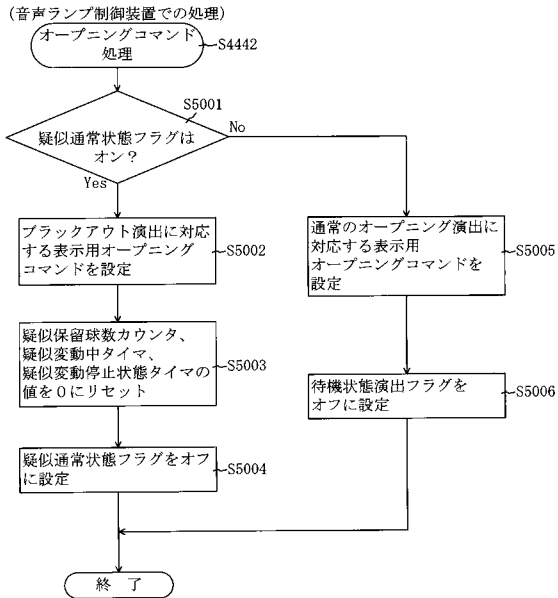 (音声ランプ制御装置での処理)
オープニングコマンド
処理
S4442
S5001
疑似通常状態フラグは
オン?
No
Yes
ブラックアウト演出に対応
する表示用オープニング
コマンドを設定
S5002
通常のオープニング演出に
対応する表示用
オープニングコマンドを
設定
S5005
疑似保留球数カウンタ、
疑似変動中タイマ、
疑似変動停止状態タイマの
値を0にリセット
S5003
待機状態演出フラグを
オフに設定
S5006
疑似通常状態フラグをオフ
に設定
S5004
終 了